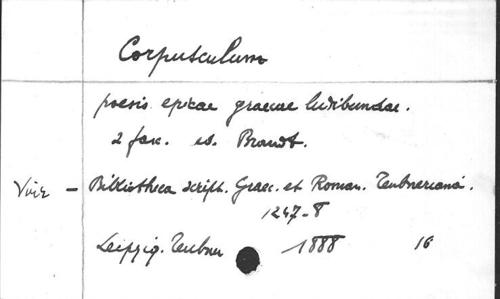 Corpusculum
poesis epicae graecae ludibundae.
2 fasc. ed. Brandt.
Voir - Bibliotheca script. Graec. et Roman. Teubneriana.
1247-8
Leipzig. Teubner 1888 16